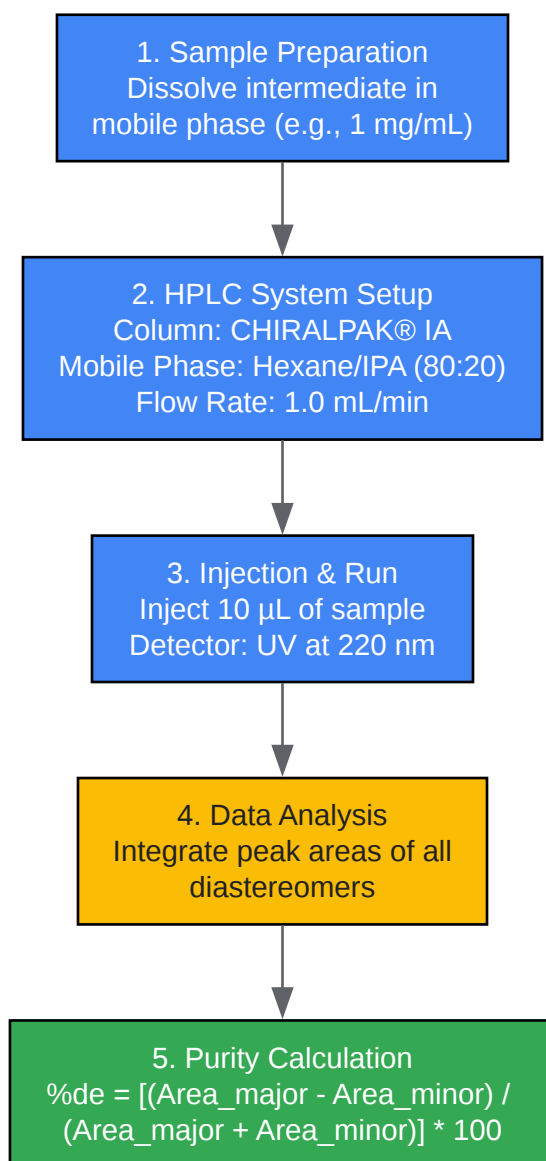 1. Sample Preparation
Dissolve intermediate in
mobile phase (e.g., 1 mg/mL)
2. HPLC System Setup
Column: CHIRALPAK® IA
Mobile Phase: Hexane/IPA (80:20)
Flow Rate: 1.0 mL/min
3. Injection & Run
Inject 10 µL of sample
Detector: UV at 220 nm
4. Data Analysis
Integrate peak areas of all
diastereomers
5. Purity Calculation
%de = [(Area_major - Area_minor) /
(Area_major + Area_minor)] * 100